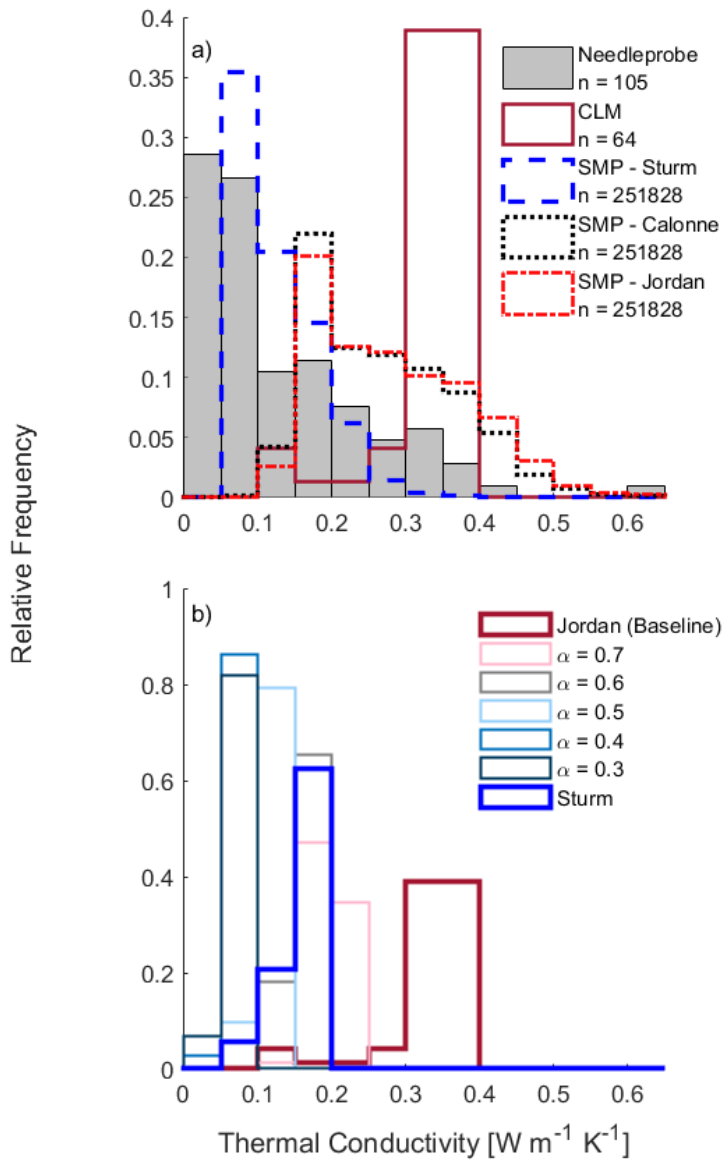 a)
0.4
0.35
0.3
0.25
0.2
0.15
0.1
0.05
0
0 0.1 0.2 0.3 0.4 0.5 0.6
Needleprobe
n = 105
CLM
n = 64
SMP - Sturm
n = 251828
SMP - Calonne
n = 251828
SMP - Jordan
n = 251828
Relative Frequency
b)
1
0.8
0.6
0.4
0.2
0
0 0.1 0.2 0.3 0.4 0.5 0.6
Jordan (Baseline)
α = 0.7
α = 0.6
α = 0.5
α = 0.4
α = 0.3
Sturm
Thermal Conductivity [W m⁻¹ K⁻¹]